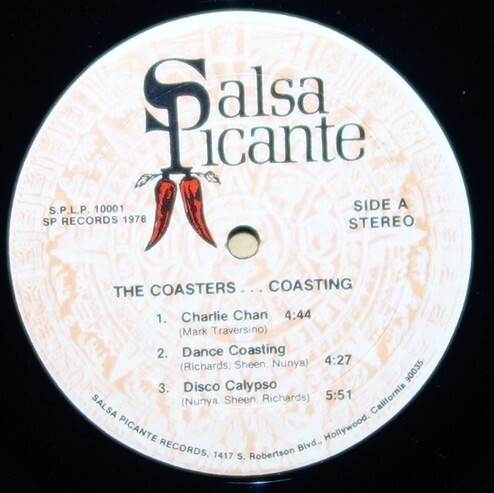 Salsa
Picante
S.P.L.P. 10001
SP RECORDS 1978
SIDE A
STEREO
THE COASTERS . . . COASTING
1. Charlie Chan 4:44
(Mark Traversino)
2. Dance Coasting 4:27
(Richards, Sheen, Nunya)
3. Disco Calypso 5:51
(Nunya, Sheen, Richards)
SALSA PICANTE RECORDS, 1417 S. Robertson Blvd., Hollywood, California 90035